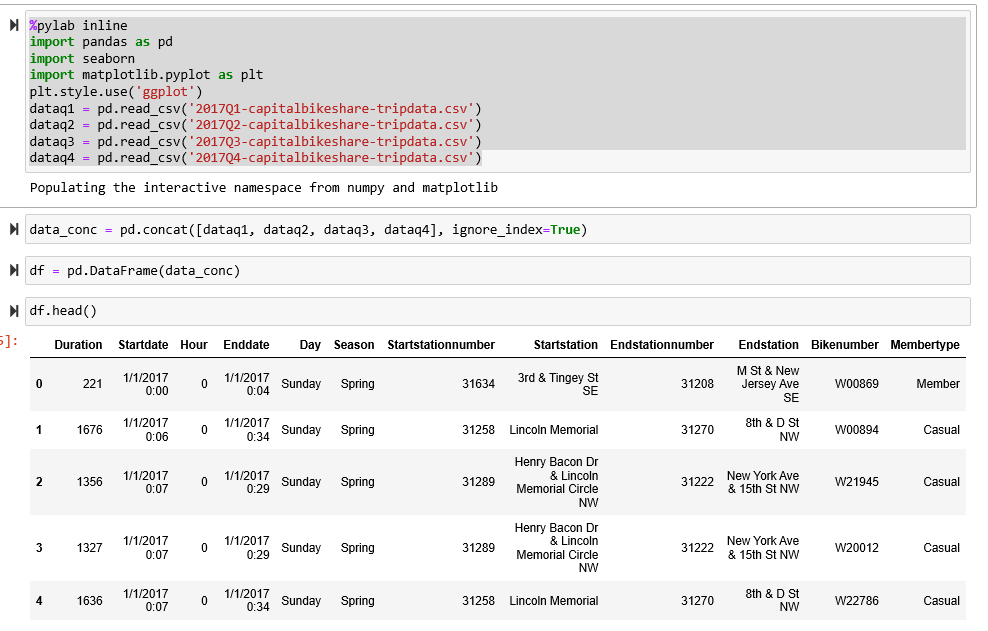 %pylab inline
import pandas as pd
import seaborn
import matplotlib.pyplot as plt
plt.style.use('ggplot')
dataq1 = pd.read_csv('2017Q1-capitalbikeshare-tripdata.csv')
dataq2 = pd.read_csv('2017Q2-capitalbikeshare-tripdata.csv')
dataq3 = pd.read_csv('2017Q3-capitalbikeshare-tripdata.csv')
dataq4 = pd.read_csv('2017Q4-capitalbikeshare-tripdata.csv')
Populating the interactive namespace from numpy and matplotlib
data_conc = pd.concat([dataq1, dataq2, dataq3, dataq4], ignore_index=True)
df = pd.DataFrame(data_conc)
df.head()
5]:
Duration Startdate Hour Enddate Day Season Startstationnumber Startstation Endstationnumber Endstation Bikenumber Membertype
0 221 1/1/2017 0:00 0 1/1/2017 0:04 Sunday Spring 31634 3rd & Tingey St SE 31208 M St & New Jersey Ave SE W00869 Member
1 1676 1/1/2017 0:06 0 1/1/2017 0:34 Sunday Spring 31258 Lincoln Memorial 31270 8th & D St NW W00894 Casual
2 1356 1/1/2017 0:07 0 1/1/2017 0:29 Sunday Spring 31289 Henry Bacon Dr & Lincoln Memorial Circle NW 31222 New York Ave & 15th St NW W21945 Casual
3 1327 1/1/2017 0:07 0 1/1/2017 0:29 Sunday Spring 31289 Henry Bacon Dr & Lincoln Memorial Circle NW 31222 New York Ave & 15th St NW W20012 Casual
4 1636 1/1/2017 0:07 0 1/1/2017 0:34 Sunday Spring 31258 Lincoln Memorial 31270 8th & D St NW W22786 Casual